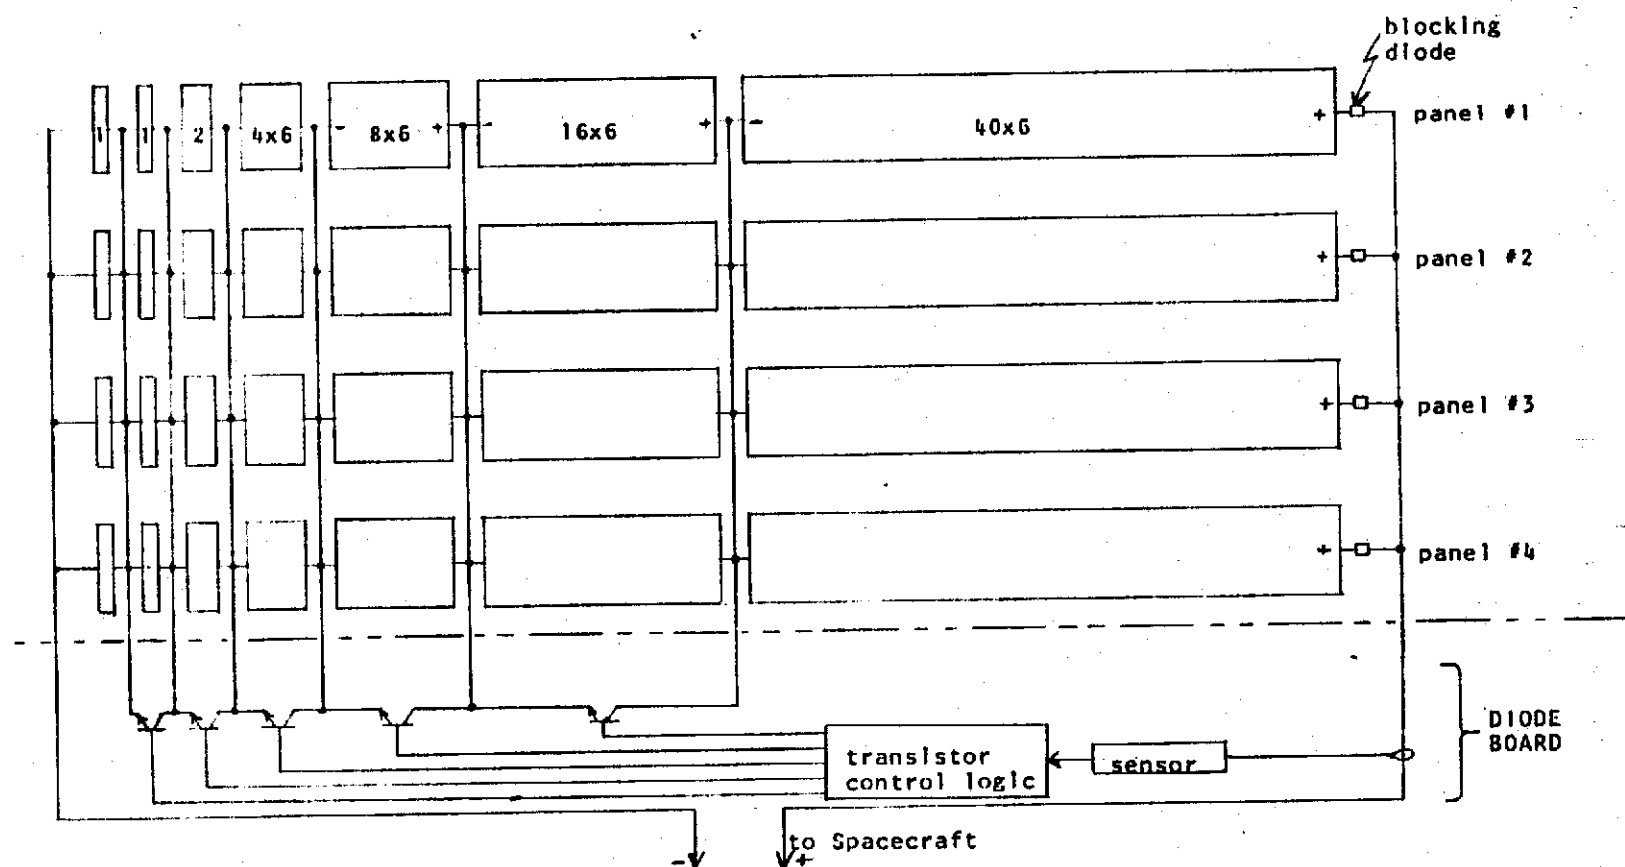 blocking
diode
1 1 2 4x6 - 8x6 + - 16x6 + - 40x6 + panel #1
+ panel #2
+ panel #3
+ panel #4
DIODE
BOARD
transistor
control logic
sensor
to Spacecraft
- +